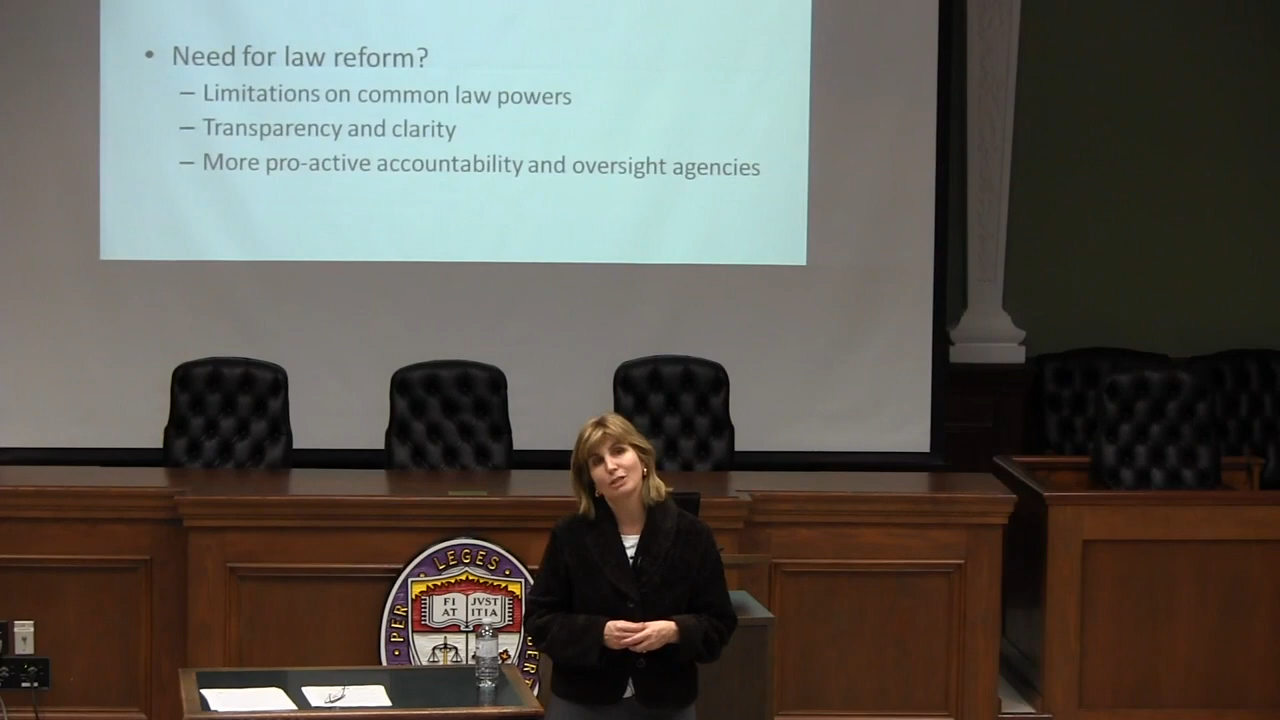 • Need for law reform?
– Limitations on common law powers
– Transparency and clarity
– More pro-active accountability and oversight agencies
PER LEGES
FI JVST
AT ITIA